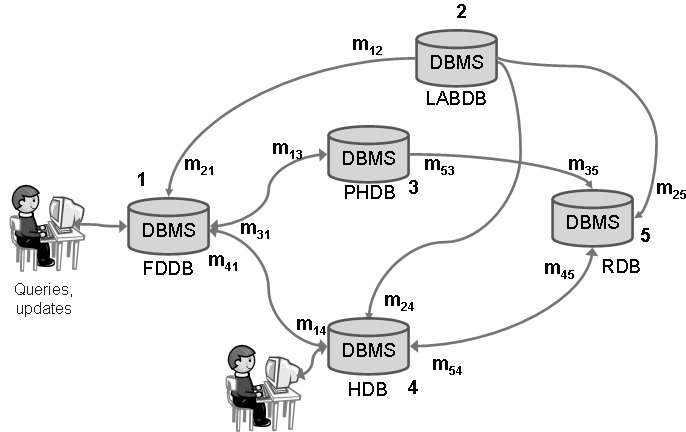 2
m12
DBMS
LABDB
m13
DBMS
m53
m35
PHDB
3
1
m21
m25
DBMS
DBMS
m31
5
m41
FDDB
m45
RDB
Queries,
updates
m24
m14
DBMS
m54
HDB
4